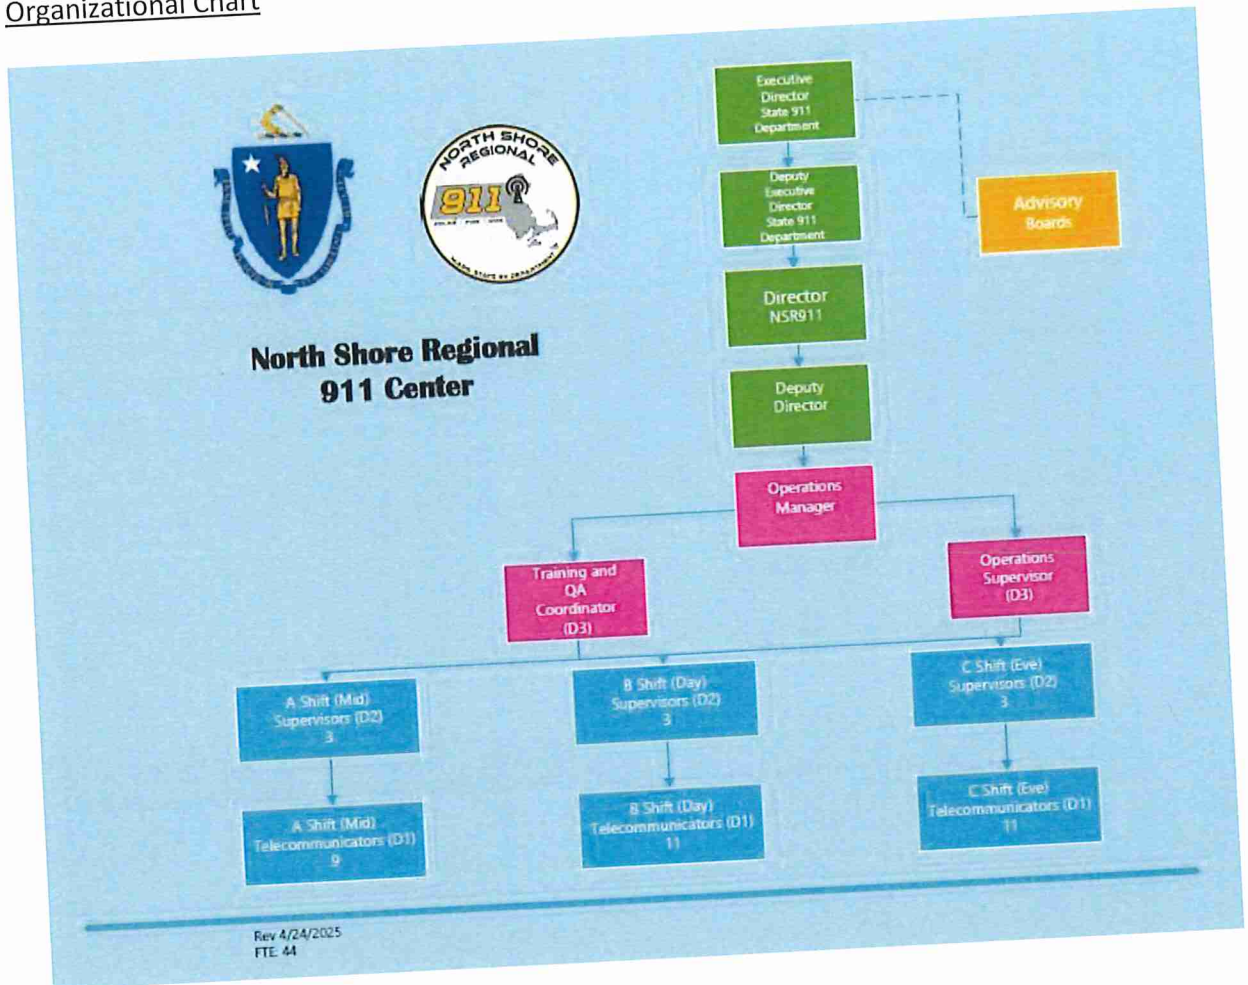 Organizational Chart
NORTH SHORE
REGIONAL
911
North Shore Regional
911 Center
Executive
Director
State 911
Department
Advisory
Boards
Deputy
Executive
Director
State 911
Department
Director
NSR911
Deputy
Director
Operations
Manager
Training and
QA
Coordinator
(D3)
Operations
Supervisor
(D3)
A Shift (Mid)
Supervisors (D2)
3
B Shift (Day)
Supervisors (D2)
3
C Shift (Eve)
Supervisors (D2)
3
A Shift (Mid)
Telecommunicators (D1)
9
B Shift (Day)
Telecommunicators (D1)
11
C Shift (Eve)
Telecommunicators (D1)
11
Rev 4/24/2025
FTE: 44